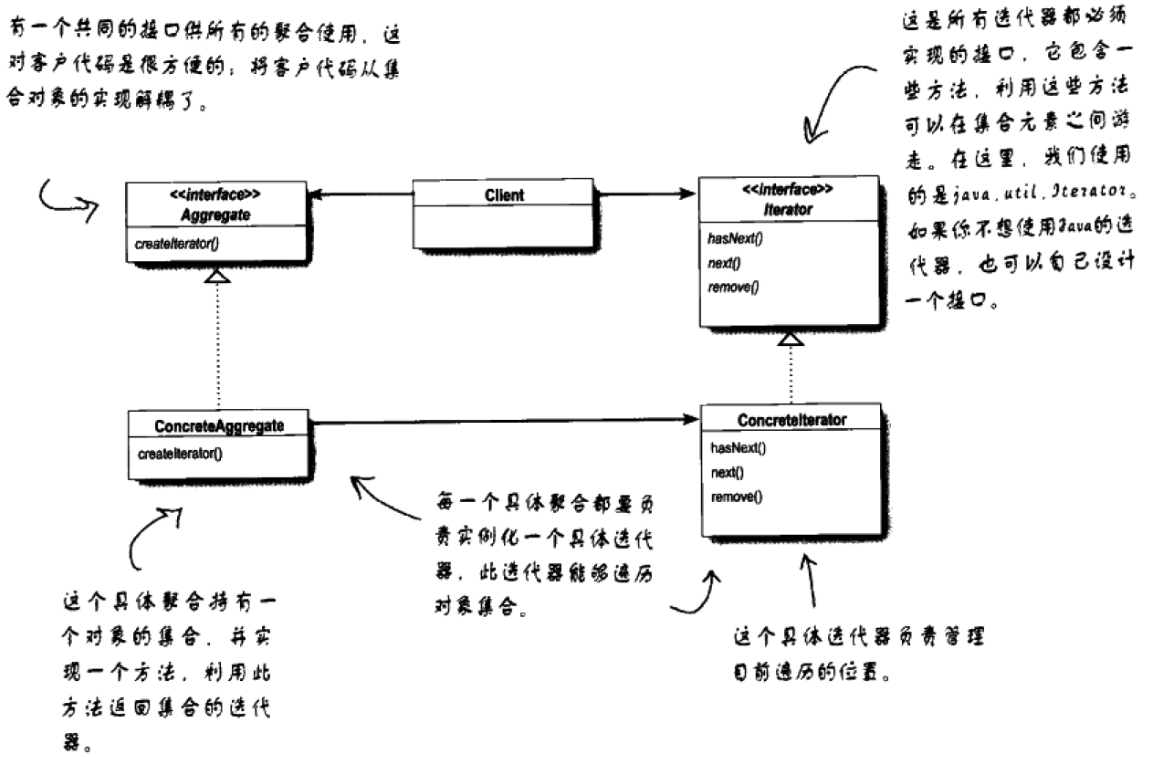 有一个共同的接口供所有的聚合使用，这
对客户代码是很方便的，将客户代码从集
合对象的实现解耦了。
这是所有迭代器都必须
实现的接口，它包含一
些方法，利用这些方法
可以在集合元素之间游
走。在这里，我们使用
的是java.util.Iterator。
如果你不想使用Java的迭
代器，也可以自己设计
一个接口。
<<interface>>
Aggregate
createIterator()
Client
<<interface>>
Iterator
hasNext()
next()
remove()
ConcreteAggregate
createIterator()
ConcreteIterator
hasNext()
next()
remove()
每一个具体聚合都要负
责实例化一个具体迭代
器，此迭代器能够遍历
对象集合。
这个具体聚合持有一
个对象的集合，并实
现一个方法，利用此
方法返回集合的迭代
器。
这个具体迭代器负责管理
目前遍历的位置。